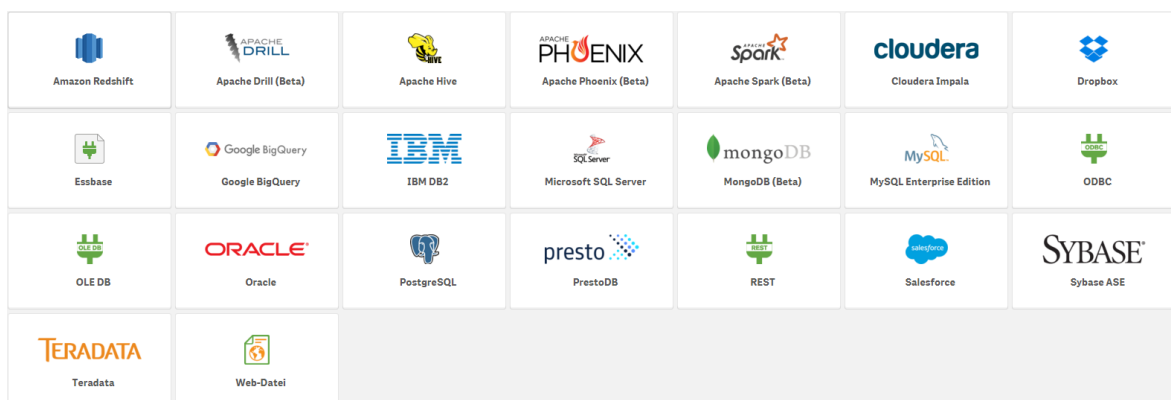 Amazon Redshift
APACHE
DRILL
Apache Drill (Beta)
HIVE
Apache Hive
APACHE
PHOENIX
Apache Phoenix (Beta)
APACHE
Spark
Apache Spark (Beta)
cloudera
Cloudera Impala
Dropbox
Essbase
Google BigQuery
Google BigQuery
IBM
IBM DB2
SQL Server
Microsoft SQL Server
mongoDB
MongoDB (Beta)
MySQL
MySQL Enterprise Edition
ODBC
ODBC
OLE DB
OLE DB
ORACLE
Oracle
PostgreSQL
presto
PrestoDB
REST
REST
salesforce
Salesforce
SYBASE
Sybase ASE
TERADATA
Teradata
Web-Datei